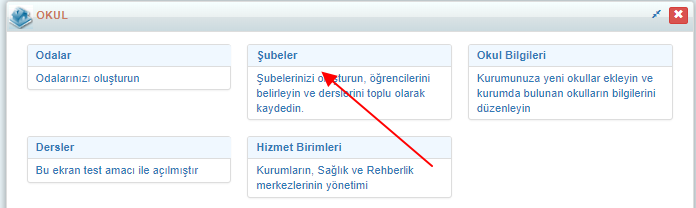 OKUL
Odalar
Odalarınızı oluşturun
Şubeler
Şubelerinizi oluşturun, öğrencilerini
belirleyin ve derslerini toplu olarak
kaydedin.
Okul Bilgileri
Kurumunuza yeni okullar ekleyin ve
kurumda bulunan okulların bilgilerini
düzenleyin
Dersler
Bu ekran test amacı ile açılmıştır
Hizmet Birimleri
Kurumların, Sağlık ve Rehberlik
merkezlerinin yönetimi